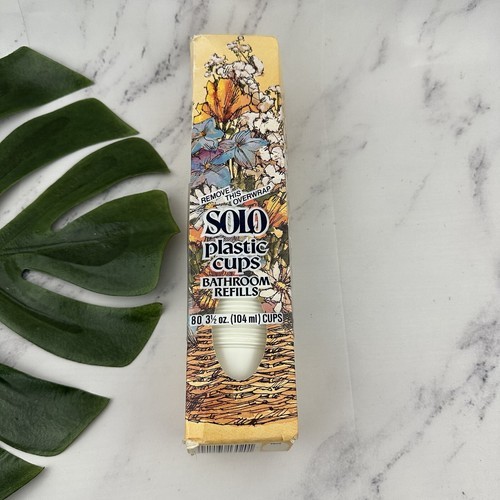 REMOVE THIS OVERWRAP
SOLO
plastic
cups
BATHROOM
REFILLS
80 3½ oz. (104 ml) CUPS